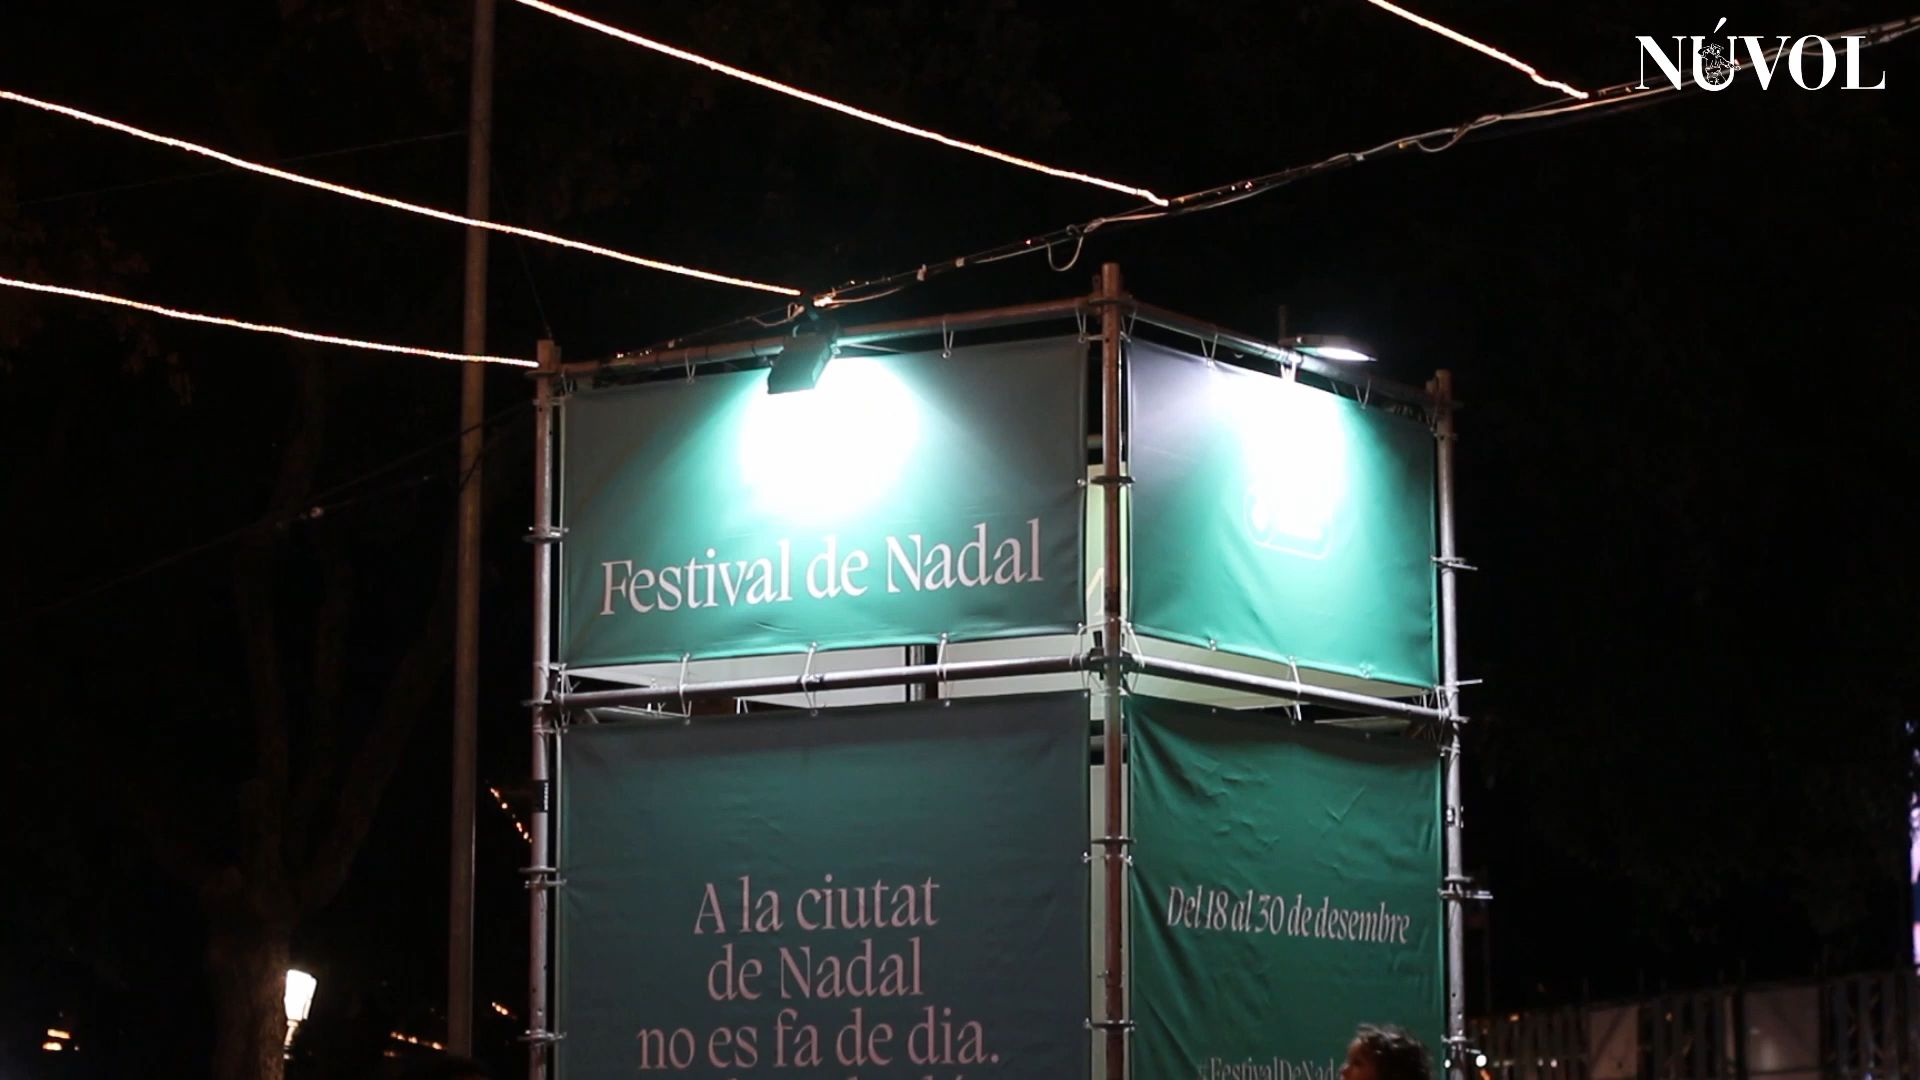 NÚVOL
Festival de Nadal
A la ciutat
de Nadal
no es fa de dia.
Del 18 al 30 de desembre